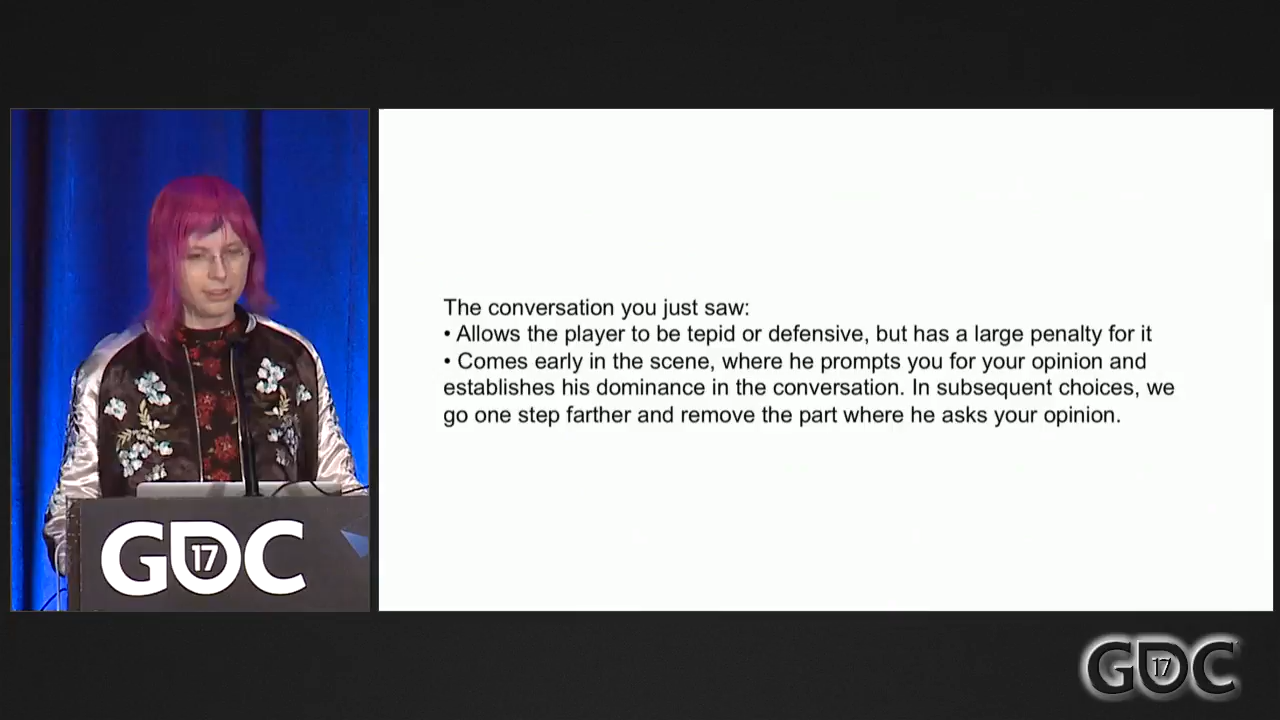 The conversation you just saw:
• Allows the player to be tepid or defensive, but has a large penalty for it
• Comes early in the scene, where he prompts you for your opinion and
establishes his dominance in the conversation. In subsequent choices, we
go one step farther and remove the part where he asks your opinion.
GDC 17
GDC 17